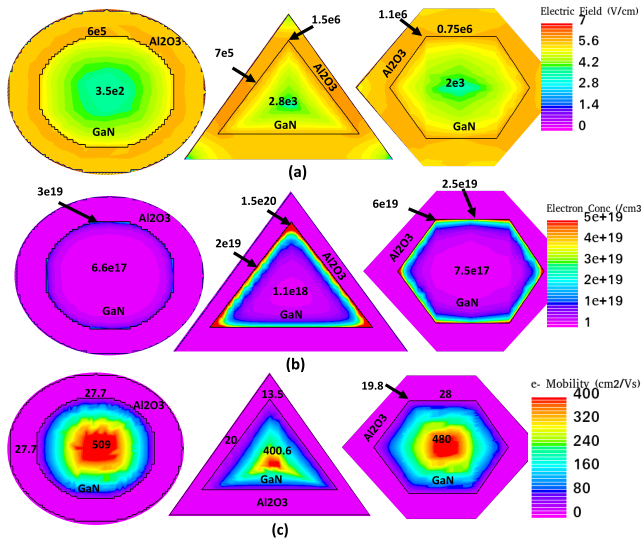 Electric Field (V/cm)
7
5.6
4.2
2.8
1.4
0
6e5
Al2O3
3.5e2
GaN
1.5e6
7e5
Al2O3
2.8e3
GaN
1.1e6
0.75e6
Al2O3
2e3
GaN
(a)
3e19
Al2O3
6.6e17
GaN
1.5e20
2e19
Al2O3
1.1e18
GaN
2.5e19
6e19
Al2O3
7.5e17
GaN
Electron Conc (/cm3
5e+19
4e+19
3e+19
2e+19
1e+19
1
(b)
27.7
Al2O3
27.7
509
GaN
13.5
20
400.6
GaN
Al2O3
19.8
28
Al2O3
480
GaN
e- Mobility (cm2/Vs)
400
320
240
160
80
0
(c)